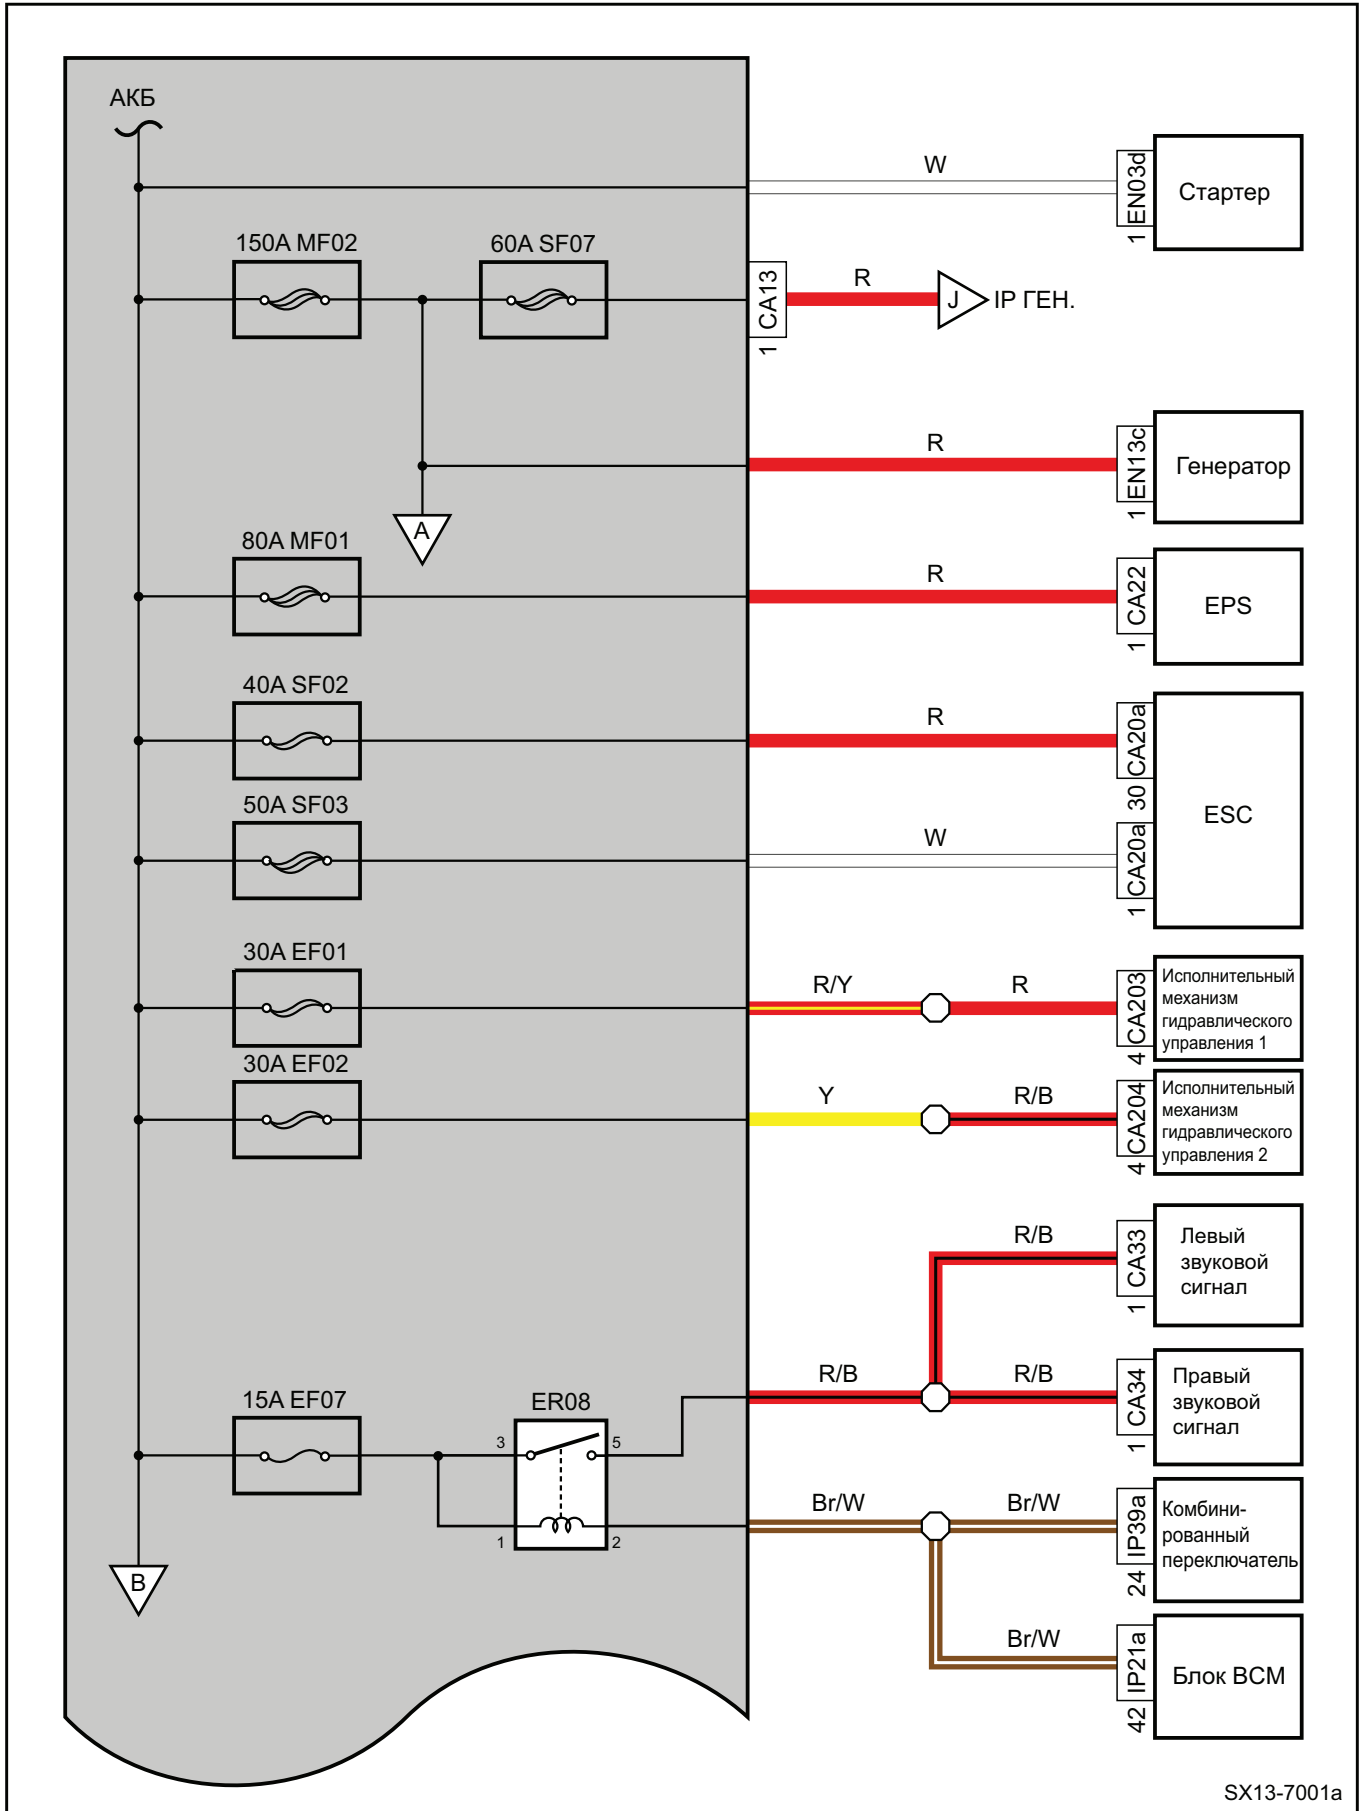 АКБ
W
1 EN03d
Стартер
150A MF02
60A SF07
1 CA13
R
J
IP ГЕН.
R
1 EN13c
Генератор
A
80A MF01
R
1 CA22
EPS
40A SF02
R
30 CA20a
ESC
50A SF03
W
1 CA20a
30A EF01
R/Y
R
4 CA203
Исполнительный
механизм
гидравлического
управления 1
30A EF02
Y
R/B
4 CA204
Исполнительный
механизм
гидравлического
управления 2
R/B
1 CA33
Левый
звуковой
сигнал
15A EF07
ER08
3
5
1
2
R/B
R/B
1 CA34
Правый
звуковой
сигнал
Br/W
Br/W
24 IP39a
Комбини-
рованный
переключатель
B
Br/W
42 IP21a
Блок BCM
SX13-7001a